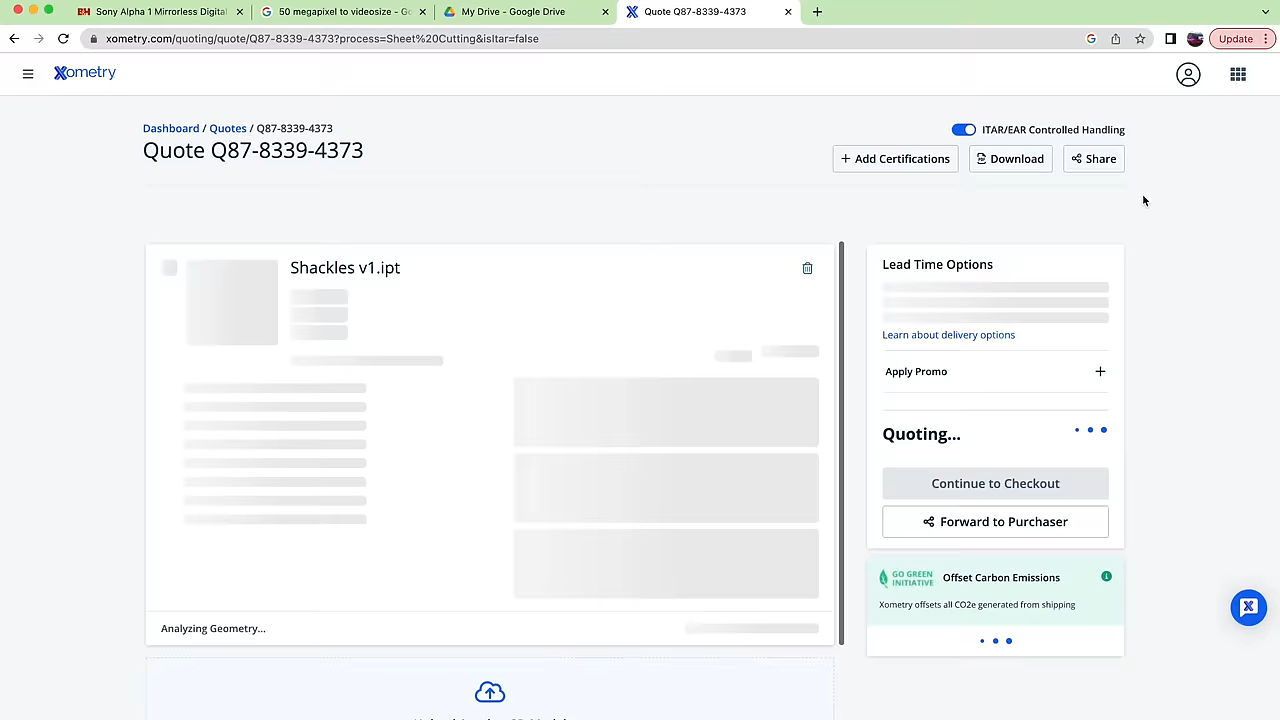 Sony Alpha 1 Mirrorless Digital
50 megapixel to videosize - Go
My Drive - Google Drive
Quote Q87-8339-4373
xometry.com/quoting/quote/Q87-8339-4373?process=Sheet%20Cutting&isItar=false
Update
Xometry
Dashboard / Quotes / Q87-8339-4373
ITAR/EAR Controlled Handling
Quote Q87-8339-4373
+ Add Certifications
Download
Share
Shackles v1.ipt
Lead Time Options
Learn about delivery options
Apply Promo +
Quoting...
Continue to Checkout
Forward to Purchaser
GO GREEN
INITIATIVE
Offset Carbon Emissions
Xometry offsets all CO2e generated from shipping
Analyzing Geometry...